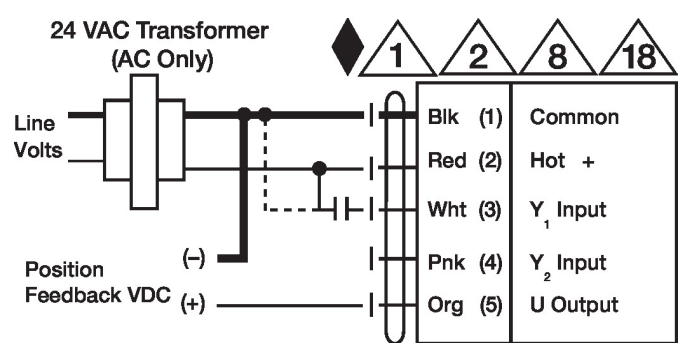 24 VAC Transformer
(AC Only)
1 2 8 18
Line
Volts
Blk (1) Common
Red (2) Hot +
Wht (3) Y1 Input
Pnk (4) Y2 Input
Org (5) U Output
Position
Feedback VDC
(–)
(+)